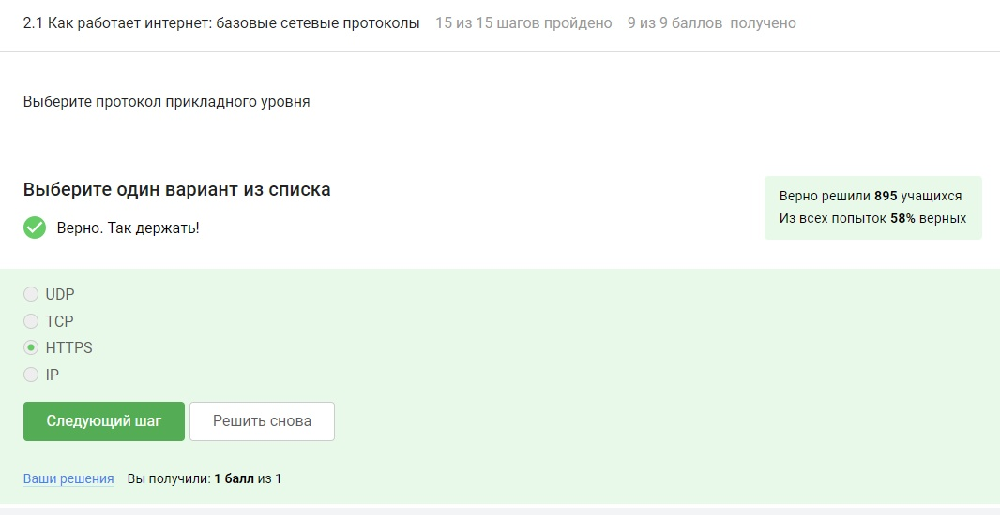 2.1 Как работает интернет: базовые сетевые протоколы 15 из 15 шагов пройдено 9 из 9 баллов получено
Выберите протокол прикладного уровня
Выберите один вариант из списка
Верно. Так держать!
Верно решили 895 учащихся
Из всех попыток 58% верных
UDP
TCP
HTTPS
IP
Следующий шаг Решить снова
Ваши решения Вы получили: 1 балл из 1